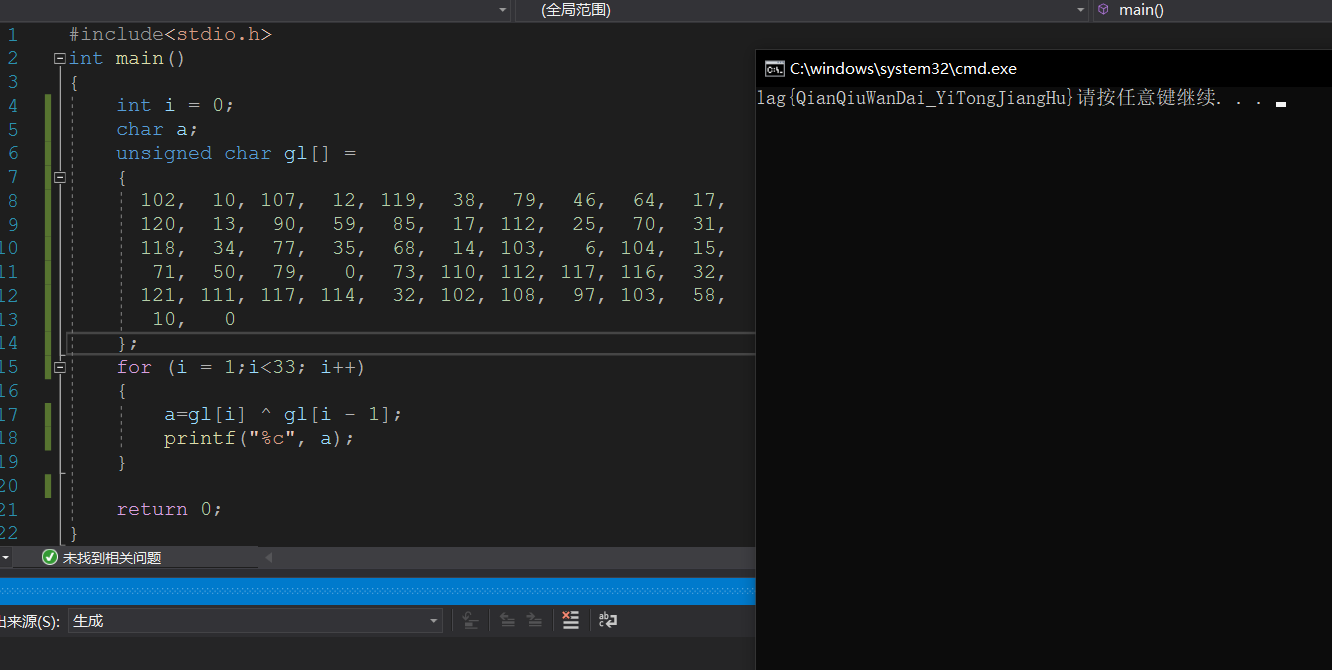 (全局范围) main()
1 #include<stdio.h>
2 int main()
3 {
4 int i = 0;
5 char a;
6 unsigned char gl[] =
7 {
8 102, 10, 107, 12, 119, 38, 79, 46, 64, 17,
9 120, 13, 90, 59, 85, 17, 112, 25, 70, 31,
10 118, 34, 77, 35, 68, 14, 103, 6, 104, 15,
11 71, 50, 79, 0, 73, 110, 112, 117, 116, 32,
12 121, 111, 117, 114, 32, 102, 108, 97, 103, 58,
13 10, 0
14 };
15 for (i = 1;i<33; i++)
16 {
17 a=gl[i] ^ gl[i - 1];
18 printf("%c", a);
19 }
20
21 return 0;
22 }
未找到相关问题
出来源(S): 生成
C:\windows\system32\cmd.exe
lag{QianQiuWanDai_YiTongJiangHu}请按任意键继续. . .